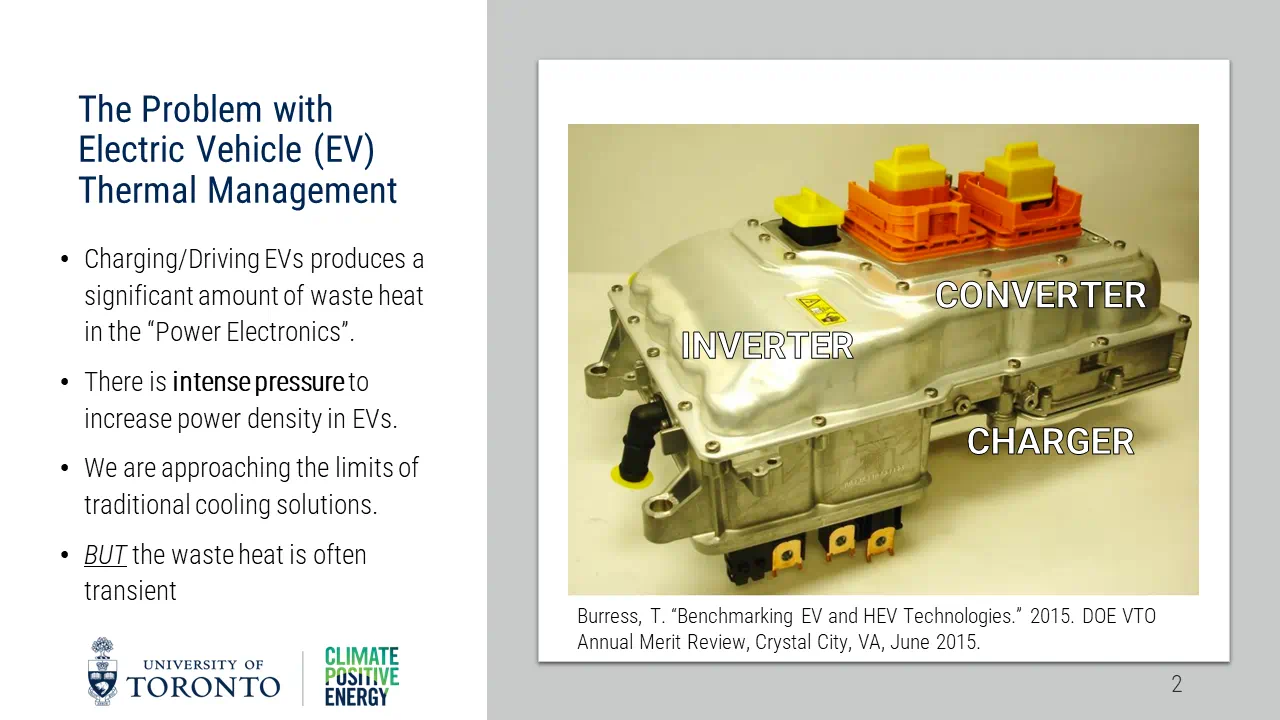 The Problem with
Electric Vehicle (EV)
Thermal Management
• Charging/Driving EVs produces a
significant amount of waste heat
in the “Power Electronics”.
• There is intense pressure to
increase power density in EVs.
• We are approaching the limits of
traditional cooling solutions.
• BUT the waste heat is often
transient
UNIVERSITY OF
TORONTO
CLIMATE
POSITIVE
ENERGY
CONVERTER
INVERTER
CHARGER
Burress, T. “Benchmarking EV and HEV Technologies.” 2015. DOE VTO
Annual Merit Review, Crystal City, VA, June 2015.
2